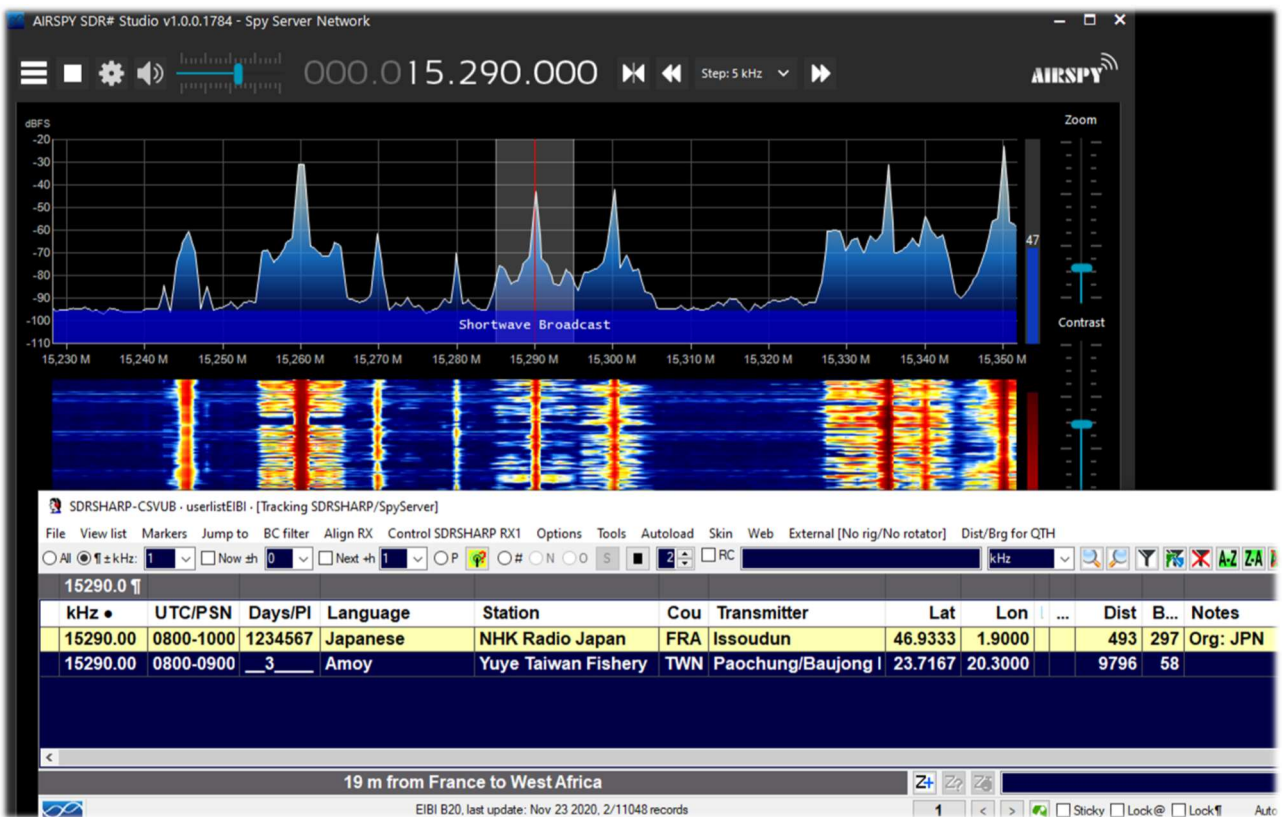 AIRSPY SDR# Studio v1.0.0.1784 - Spy Server Network
000.015.290.000 Step: 5 kHz AIRSPY
dBFS
Zoom
-20
-30
-40
-50
-60
-70
-80
-90
-100
-110
47
Shortwave Broadcast
Contrast
15,230 M 15,240 M 15,250 M 15,260 M 15,270 M 15,280 M 15,290 M 15,300 M 15,310 M 15,320 M 15,330 M 15,340 M 15,350 M
SDRSHARP-CSVUB - userlistEIBI - [Tracking SDRSHARP/SpyServer]
File View list Markers Jump to BC filter Align RX Control SDRSHARP RX1 Options Tools Autoload Skin Web External [No rig/No rotator] Dist/Brg for QTH
All ¶ ± kHz: 1 Now ±h 0 Next +h 1 P O# N O S 2 RC kHz A-Z Z-A
15290.0 ¶
kHz • UTC/PSN Days/Pl Language Station Cou Transmitter Lat Lon ... Dist B... Notes
15290.00 0800-1000 1234567 Japanese NHK Radio Japan FRA Issoudun 46.9333 1.9000 493 297 Org: JPN
15290.00 0800-0900 __3____ Amoy Yuye Taiwan Fishery TWN Paochung/Baujong 23.7167 20.3000 9796 58
19 m from France to West Africa Z+ Z?
EIBI B20, last update: Nov 23 2020, 2/11048 records 1 < > Sticky Lock@ Lock¶